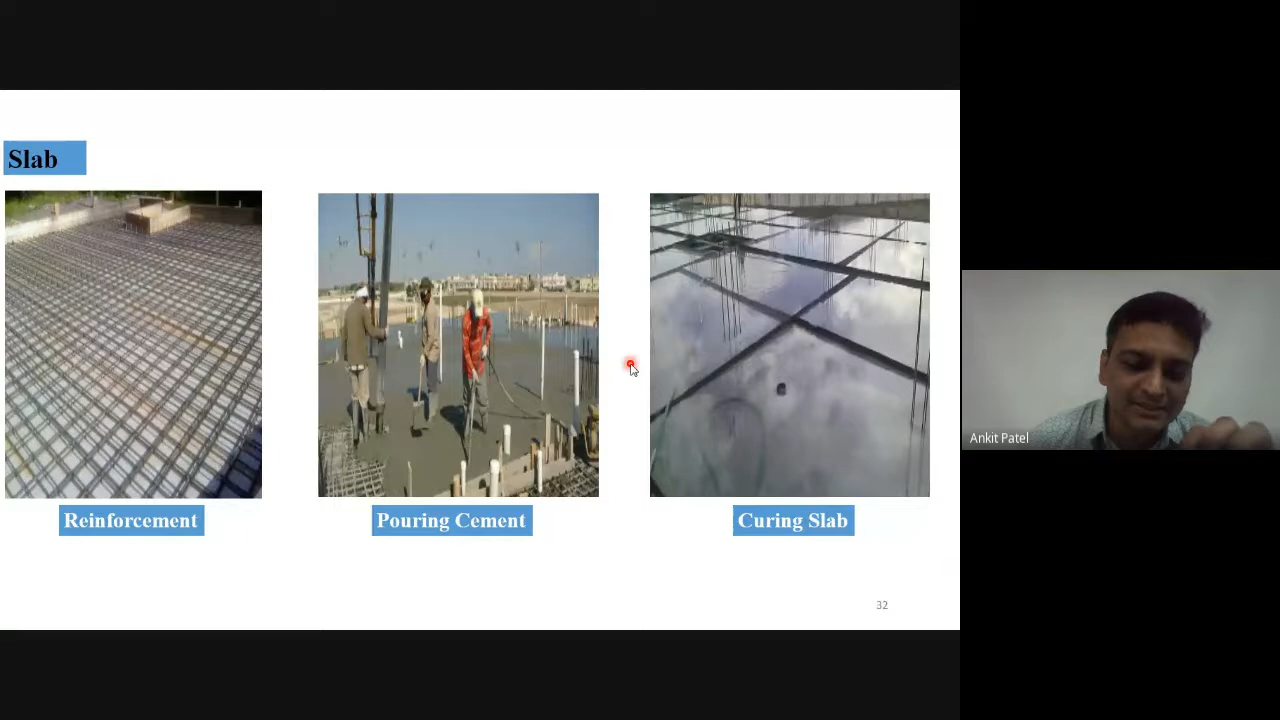 Slab
Reinforcement
Pouring Cement
Curing Slab
32
Ankit Patel